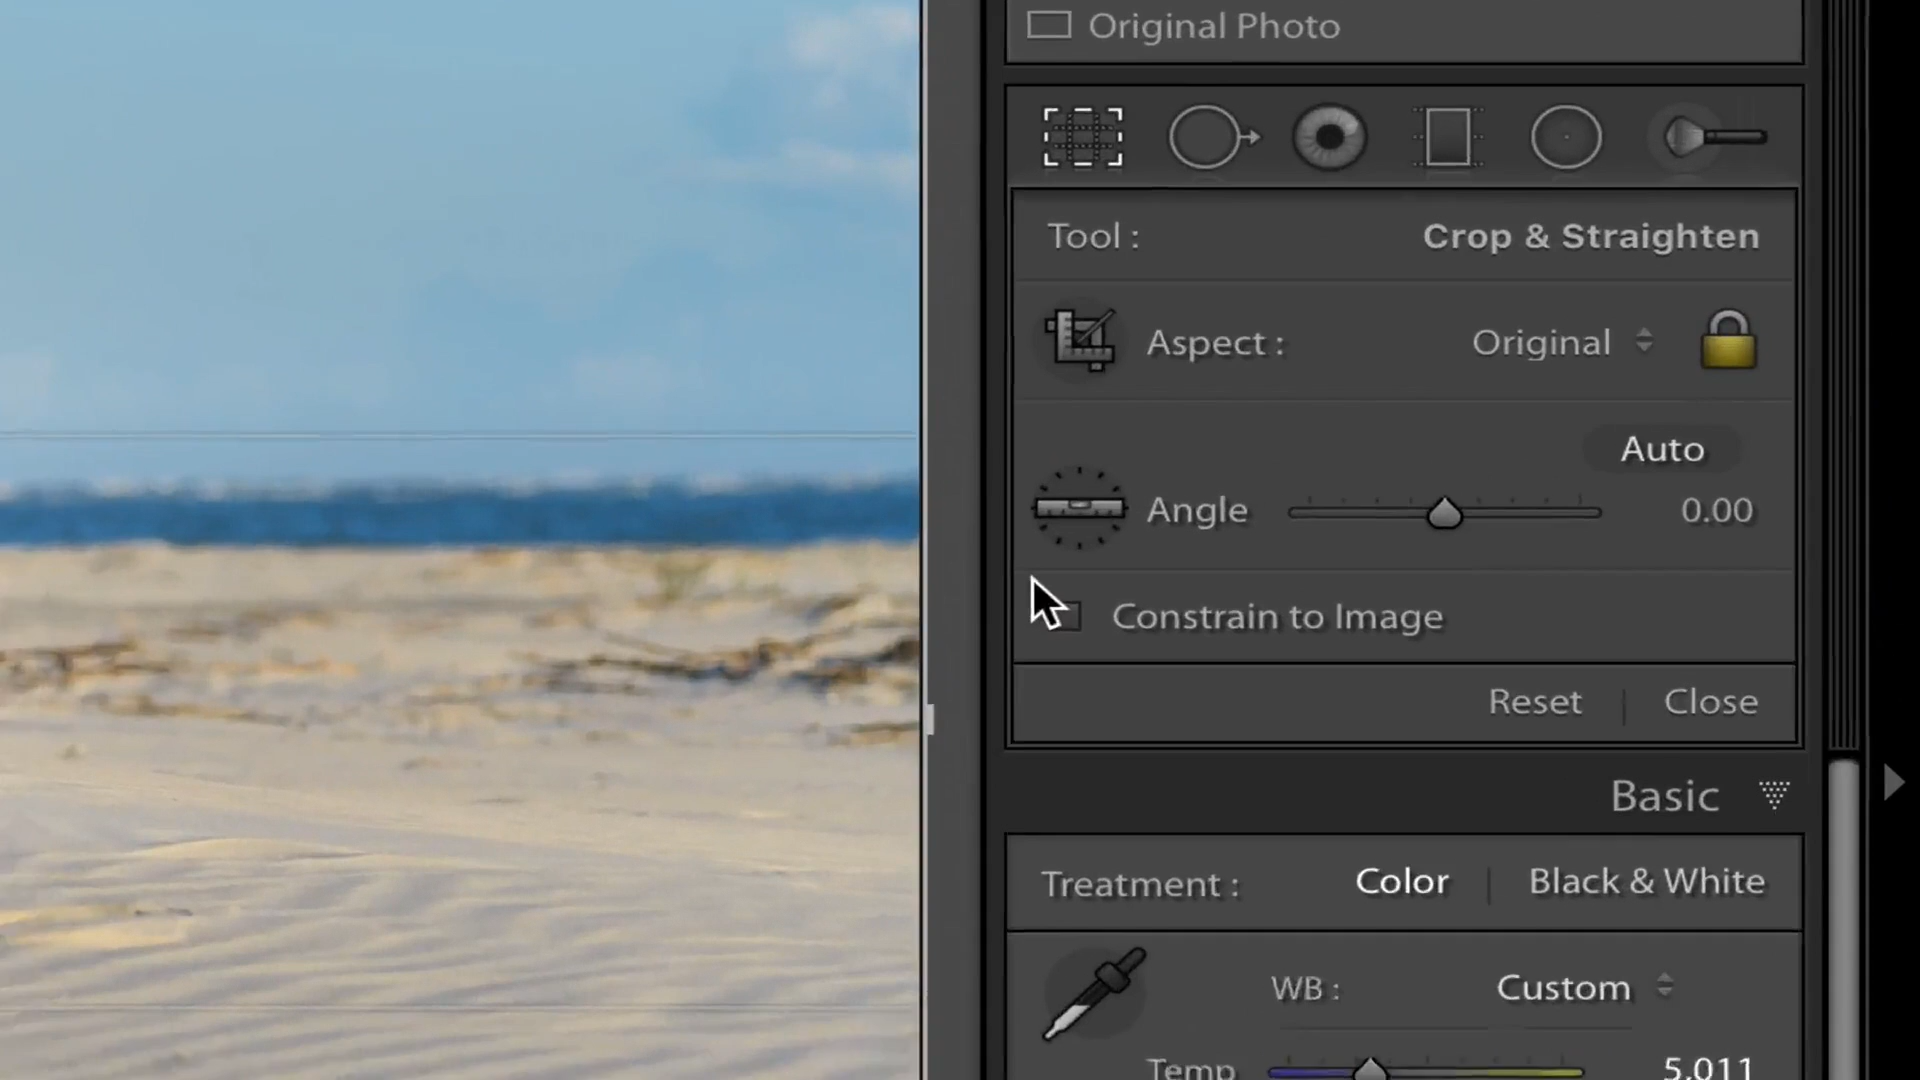 Original Photo
Tool : Crop & Straighten
Aspect : Original
Auto
Angle 0.00
Constrain to Image
Reset | Close
Basic
Treatment : Color | Black & White
WB : Custom
Temp 5,011